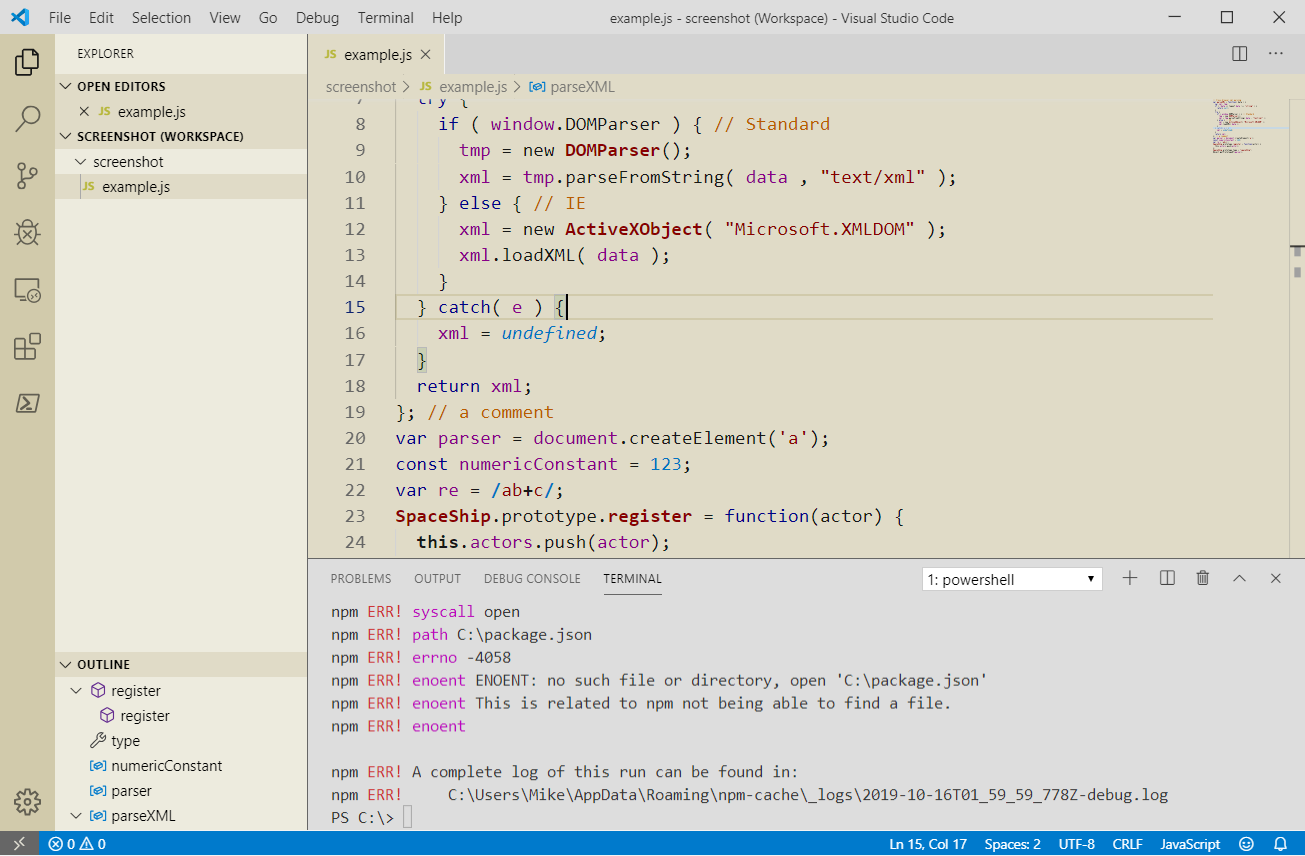 File Edit Selection View Go Debug Terminal Help example.js - screenshot (Workspace) - Visual Studio Code
EXPLORER
OPEN EDITORS
JS example.js
SCREENSHOT (WORKSPACE)
screenshot
JS example.js
OUTLINE
register
register
type
numericConstant
parser
parseXML
JS example.js
screenshot > JS example.js > parseXML
7 try {
8 if ( window.DOMParser ) { // Standard
9 tmp = new DOMParser();
10 xml = tmp.parseFromString( data , "text/xml" );
11 } else { // IE
12 xml = new ActiveXObject( "Microsoft.XMLDOM" );
13 xml.loadXML( data );
14 }
15 } catch( e ) {
16 xml = undefined;
17 }
18 return xml;
19 }; // a comment
20 var parser = document.createElement('a');
21 const numericConstant = 123;
22 var re = /ab+c/;
23 SpaceShip.prototype.register = function(actor) {
24 this.actors.push(actor);
PROBLEMS OUTPUT DEBUG CONSOLE TERMINAL 1: powershell
npm ERR! syscall open
npm ERR! path C:\package.json
npm ERR! errno -4058
npm ERR! enoent ENOENT: no such file or directory, open 'C:\package.json'
npm ERR! enoent This is related to npm not being able to find a file.
npm ERR! enoent
npm ERR! A complete log of this run can be found in:
npm ERR! C:\Users\Mike\AppData\Roaming\npm-cache\_logs\2019-10-16T01_59_59_778Z-debug.log
PS C:\>
0 0 Ln 15, Col 17 Spaces: 2 UTF-8 CRLF JavaScript